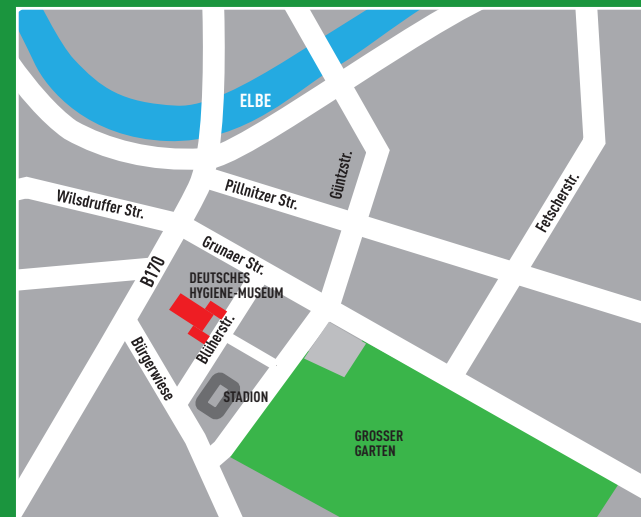 ELBE
Güntzstr.
Pillnitzer Str.
Wilsdruffer Str.
Fetscherstr.
Grunaer Str.
B170
DEUTSCHES
HYGIENE-MUSEUM
Blüherstr.
Bürgerwiese
STADION
GROSSER
GARTEN